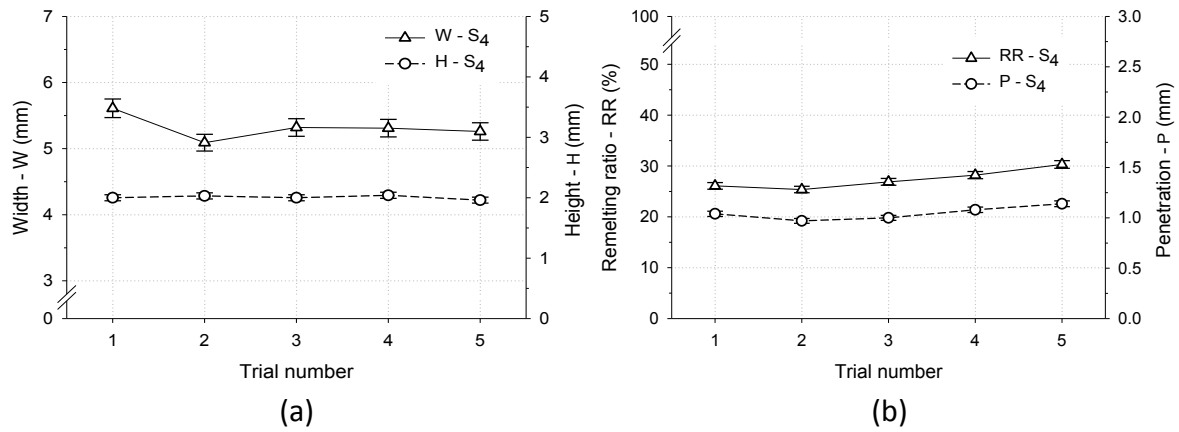 7
6
5
4
3
0
Width - W (mm)
5
4
3
2
1
0
Height - H (mm)
W - S4
H - S4
1 2 3 4 5
Trial number
(a)
100
50
40
30
20
10
0
Remelting ratio - RR (%)
3.0
2.5
2.0
1.5
1.0
0.5
0.0
Penetration - P (mm)
RR - S4
P - S4
1 2 3 4 5
Trial number
(b)